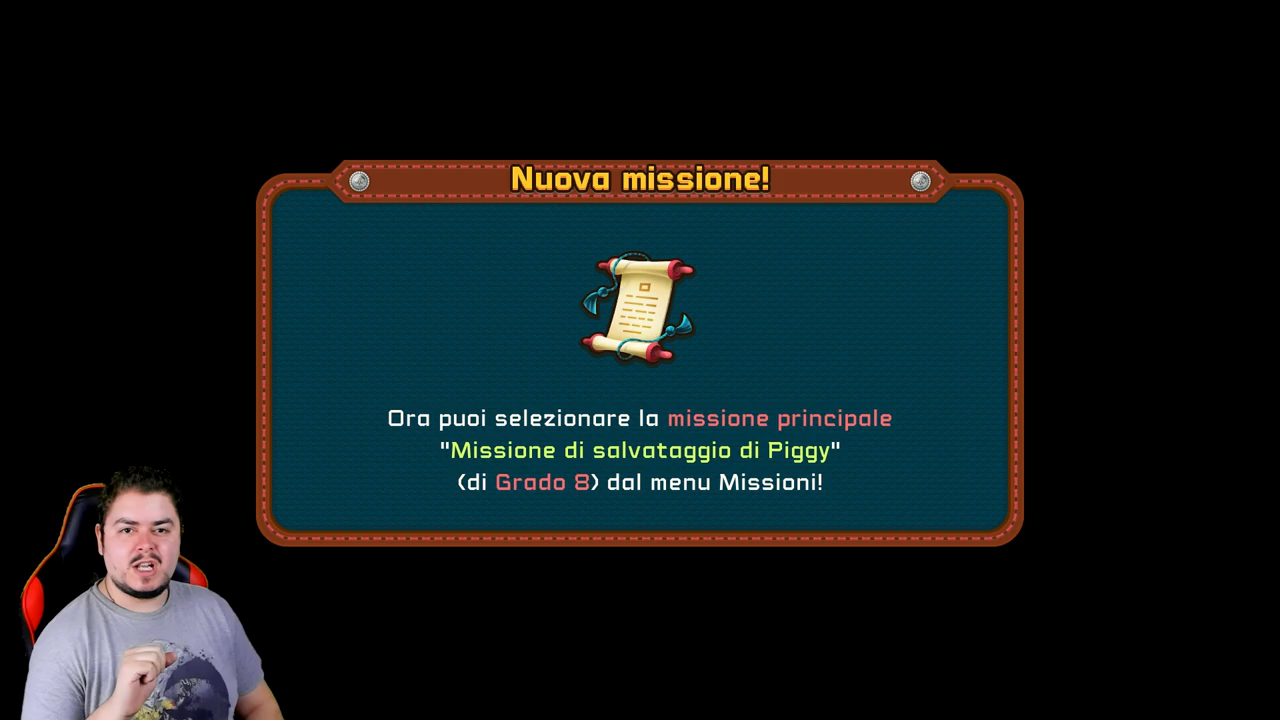 Nuova missione!
Ora puoi selezionare la missione principale
"Missione di salvataggio di Piggy"
(di Grado 8) dal menu Missioni!